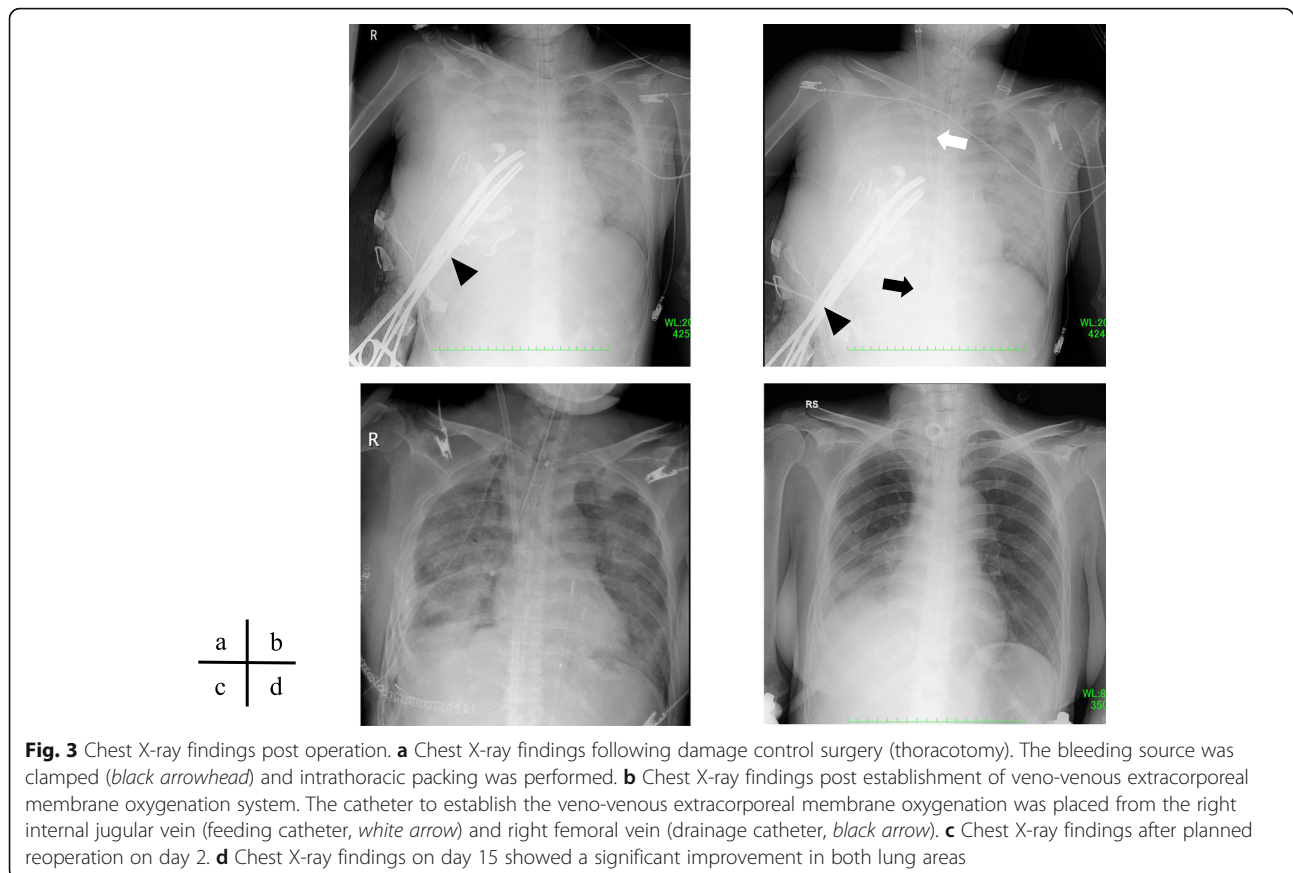 R
WL:20
425
WL:20
424
R
RS
WL:8
350
a b
c d
Fig. 3 Chest X-ray findings post operation. a Chest X-ray findings following damage control surgery (thoracotomy). The bleeding source was
clamped (black arrowhead) and intrathoracic packing was performed. b Chest X-ray findings post establishment of veno-venous extracorporeal
membrane oxygenation system. The catheter to establish the veno-venous extracorporeal membrane oxygenation was placed from the right
internal jugular vein (feeding catheter, white arrow) and right femoral vein (drainage catheter, black arrow). c Chest X-ray findings after planned
reoperation on day 2. d Chest X-ray findings on day 15 showed a significant improvement in both lung areas